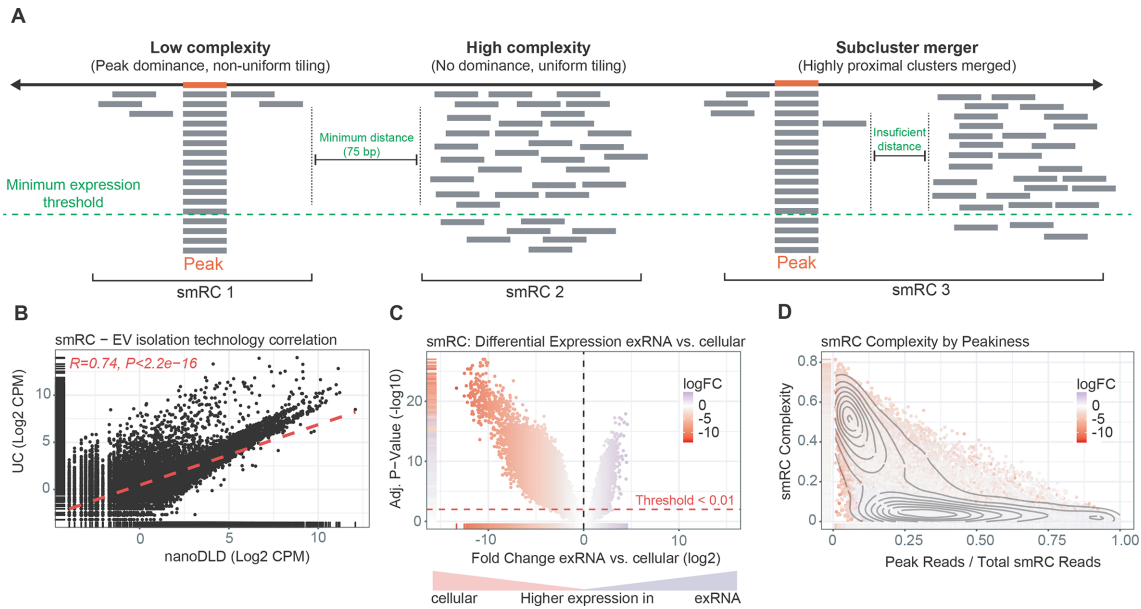 A
Low complexity
(Peak dominance, non-uniform tiling)
High complexity
(No dominance, uniform tiling)
Subcluster merger
(Highly proximal clusters merged)
Minimum distance
(75 bp)
Insuficient
distance
Minimum expression
threshold
Peak
Peak
smRC 1
smRC 2
smRC 3
B
smRC − EV isolation technology correlation
R=0.74, P<2.2e−16
UC (Log2 CPM)
10
5
0
0
5
10
nanoDLD (Log2 CPM)
C
smRC: Differential Expression exRNA vs. cellular
logFC
0
-5
-10
Adj. P−Value (-log10)
20
10
0
Threshold < 0.01
-10
0
10
Fold Change exRNA vs. cellular (log2)
cellular
Higher expression in
exRNA
D
smRC Complexity by Peakiness
logFC
0
-5
-10
smRC Complexity
0.8
0.6
0.4
0.2
0
0
0.25
0.50
0.75
1.00
Peak Reads / Total smRC Reads